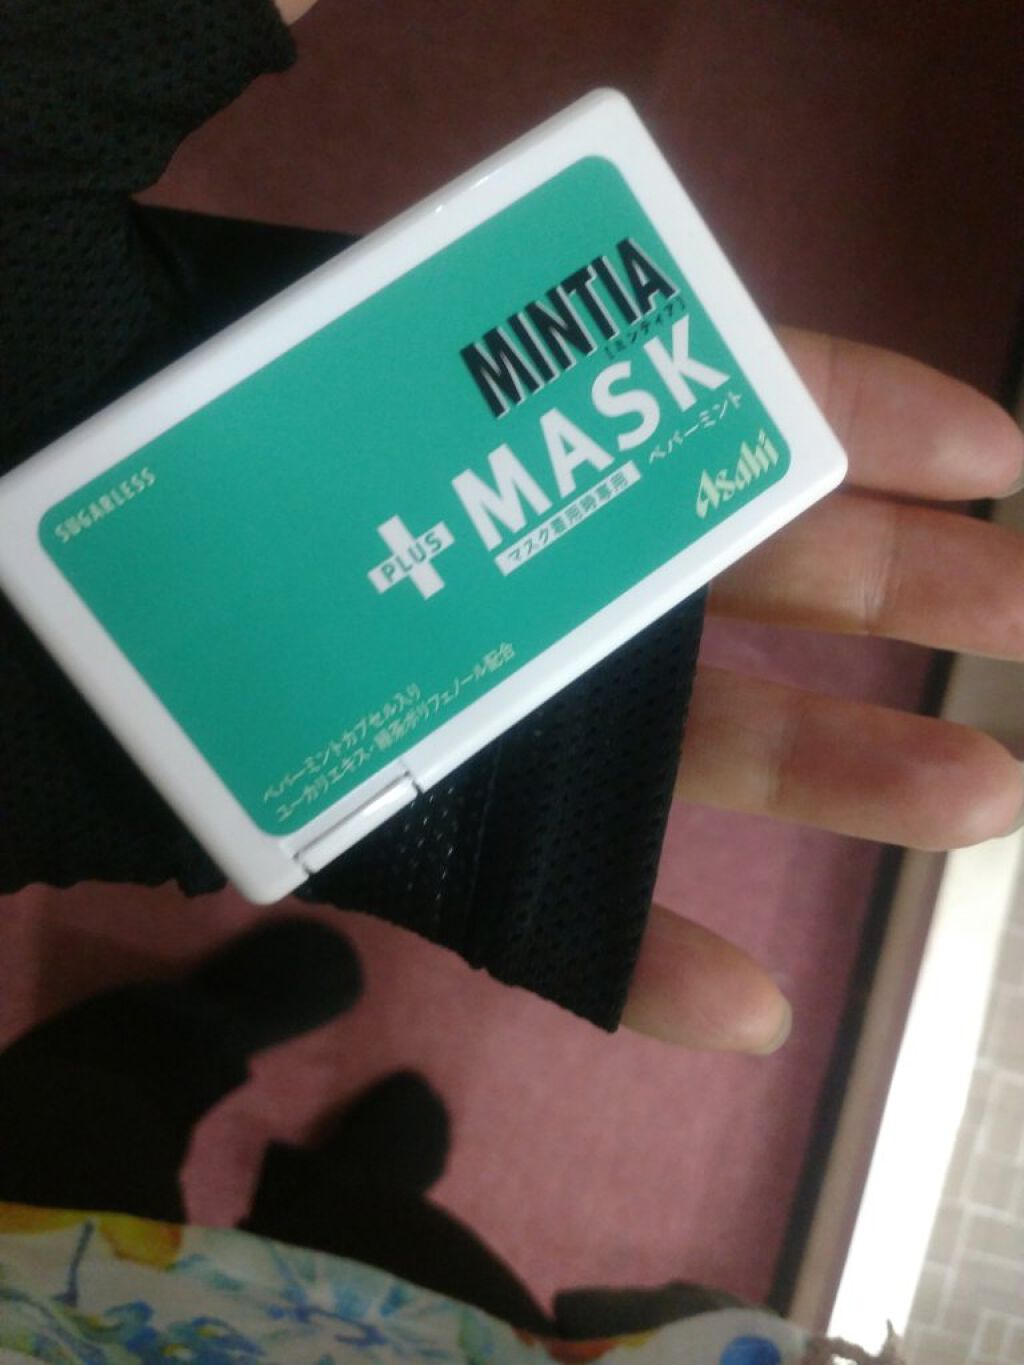 SUGARLESS
MINTIA
[ミンティア]
PLUS
MASK
マスク着用時専用
ペパーミント
Asahi
ペパーミントカプセル入り
ユーカリエキス・緑茶ポリフェノール配合